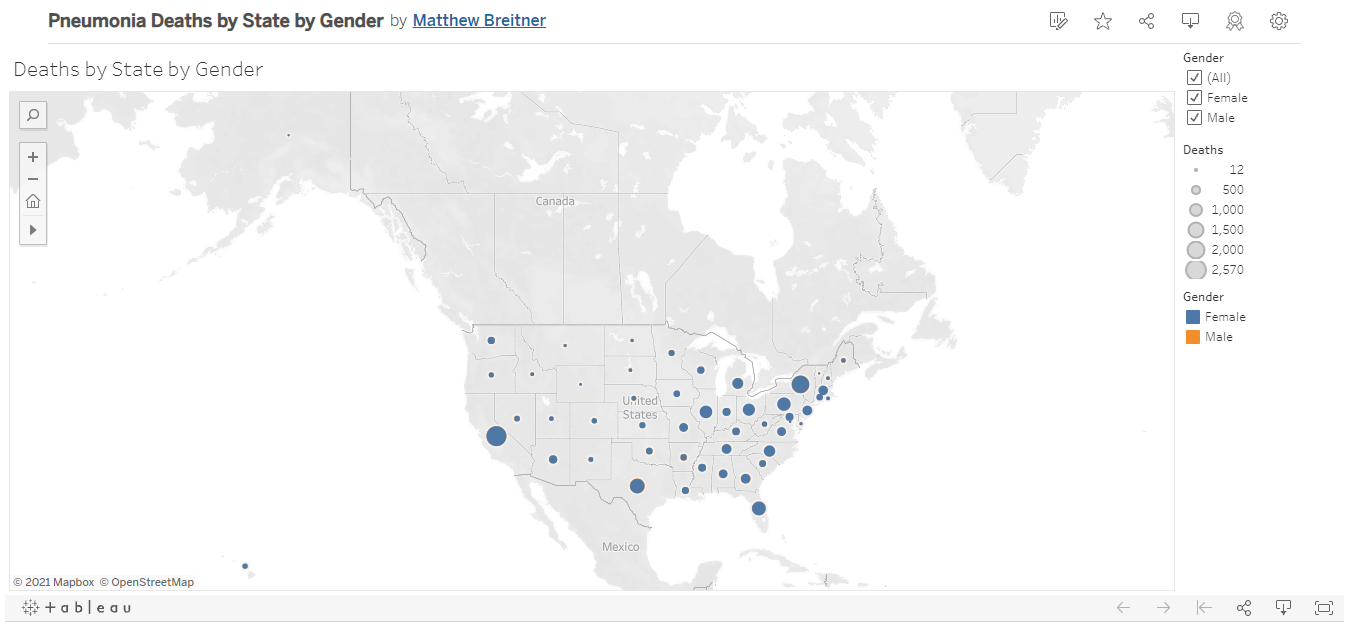 Pneumonia Deaths by State by Gender by Matthew Breitner
Deaths by State by Gender
Gender
(All)
Female
Male
Deaths
12
500
1,000
1,500
2,000
2,570
Gender
Female
Male
Canada
United
States
Mexico
© 2021 Mapbox © OpenStreetMap
+ a b | e a u